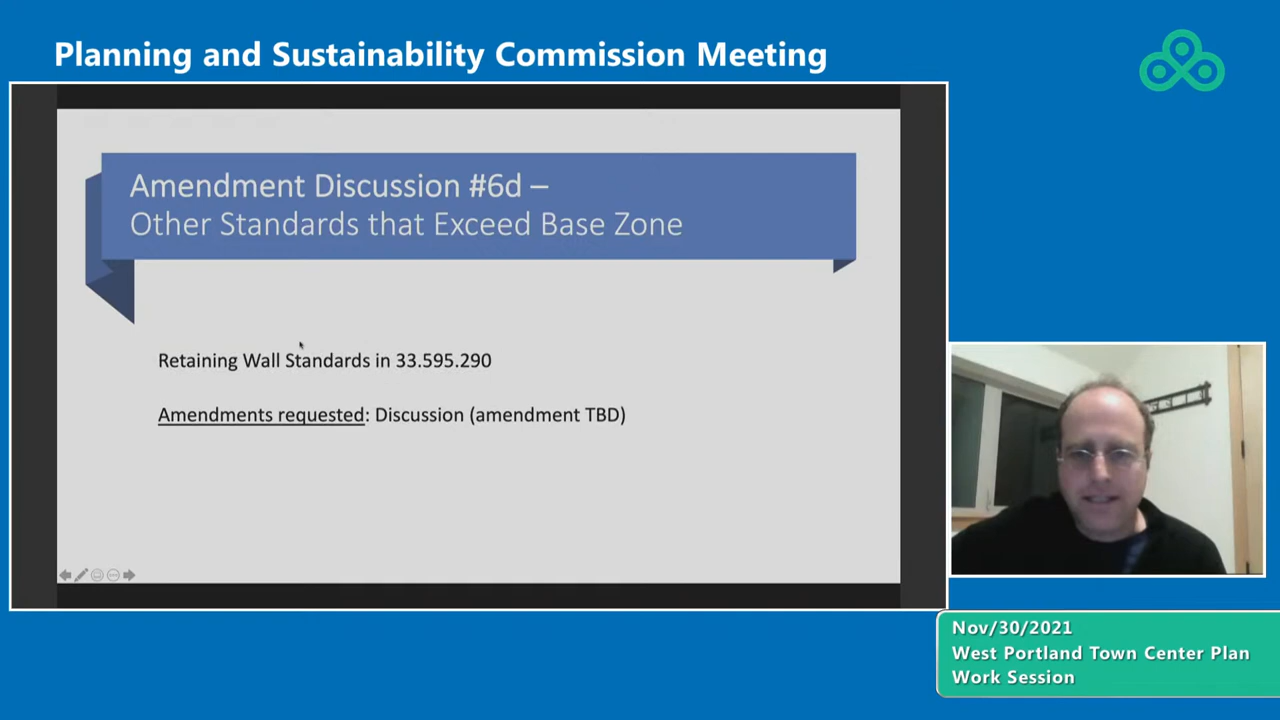 Planning and Sustainability Commission Meeting
Amendment Discussion #6d –
Other Standards that Exceed Base Zone
Retaining Wall Standards in 33.595.290
Amendments requested: Discussion (amendment TBD)
Nov/30/2021
West Portland Town Center Plan
Work Session